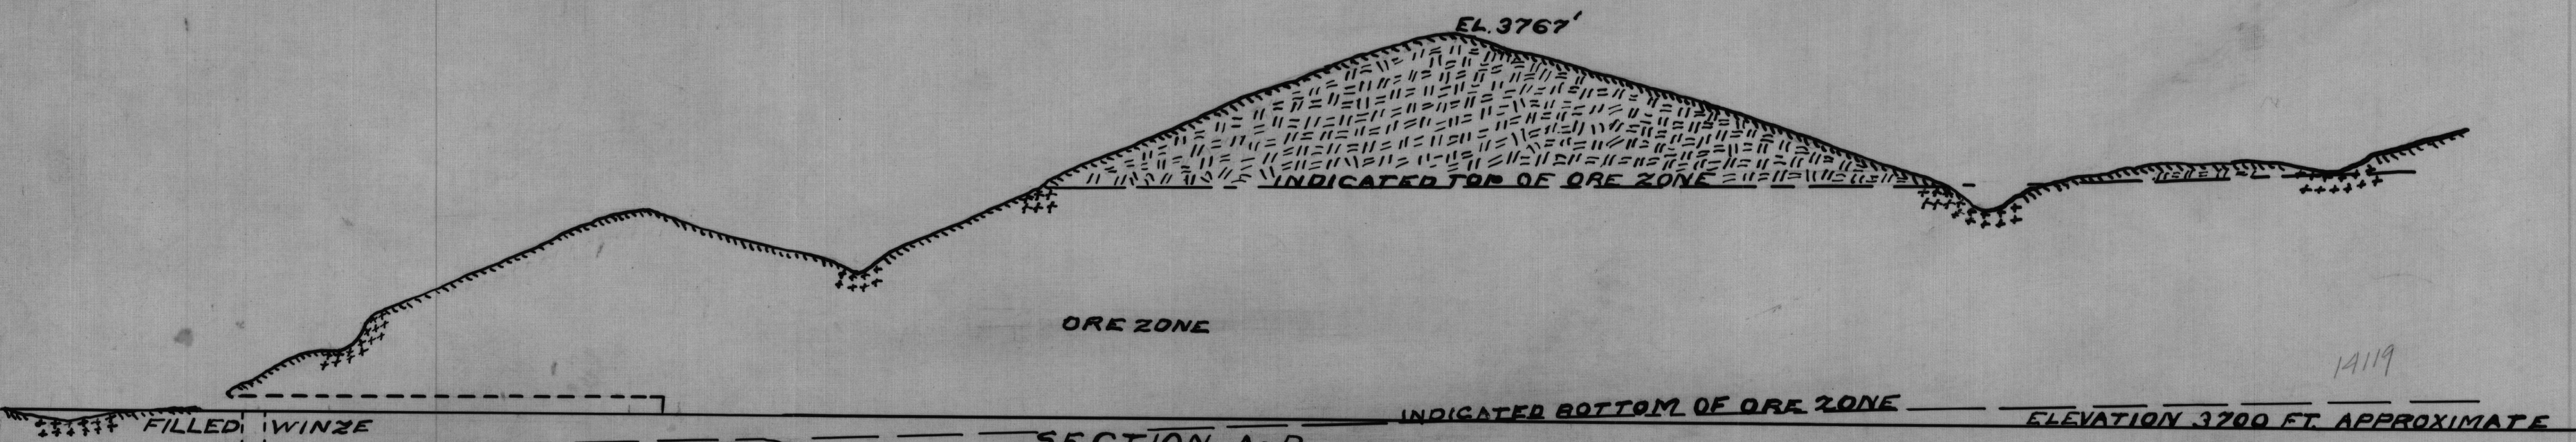 EL. 3767'
INDICATED TOP OF ORE ZONE
ORE ZONE
14119
INDICATED BOTTOM OF ORE ZONE
ELEVATION 3700 FT. APPROXIMATE
FILLED WINZE
SECTION A-B